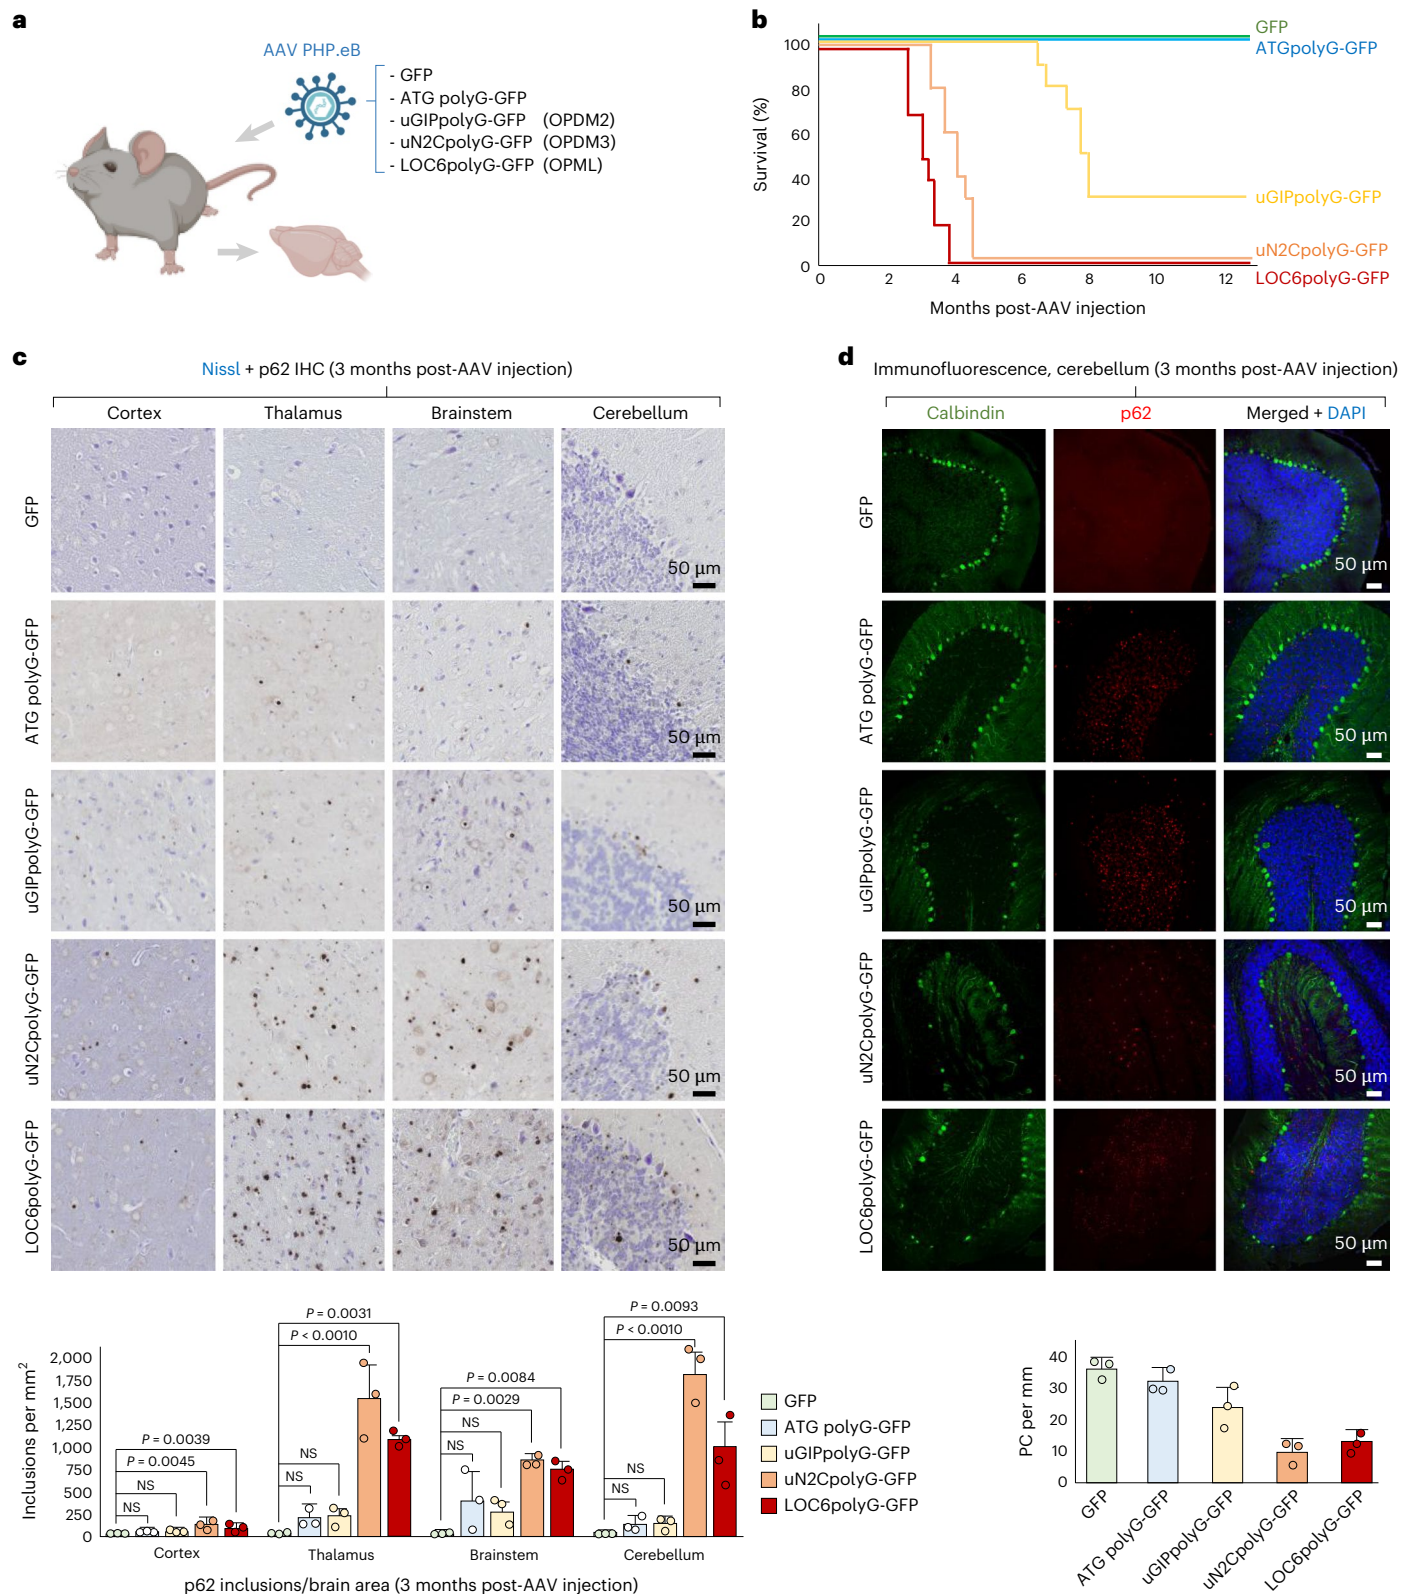 a
AAV PHP.eB
- GFP
- ATG polyG-GFP
- uGIPpolyG-GFP (OPDM2)
- uN2CpolyG-GFP (OPDM3)
- LOC6polyG-GFP (OPML)
b
Survival (%)
100
80
60
40
20
0
0 2 4 6 8 10 12
Months post-AAV injection
GFP
ATGpolyG-GFP
uGIPpolyG-GFP
uN2CpolyG-GFP
LOC6polyG-GFP
c
Nissl + p62 IHC (3 months post-AAV injection)
Cortex Thalamus Brainstem Cerebellum
GFP
50 µm
ATG polyG-GFP
50 µm
uGIPpolyG-GFP
50 µm
uN2CpolyG-GFP
50 µm
LOC6polyG-GFP
50 µm
Inclusions per mm²
2,000
1,750
1,500
1,250
1,000
750
500
250
0
P = 0.0039
P = 0.0045
NS
NS
P = 0.0031
P < 0.0010
NS
NS
P = 0.0084
P = 0.0029
NS
NS
P = 0.0093
P < 0.0010
NS
NS
Cortex Thalamus Brainstem Cerebellum
p62 inclusions/brain area (3 months post-AAV injection)
GFP
ATG polyG-GFP
uGIPpolyG-GFP
uN2CpolyG-GFP
LOC6polyG-GFP
d
Immunofluorescence, cerebellum (3 months post-AAV injection)
Calbindin p62 Merged + DAPI
GFP
50 µm
ATG polyG-GFP
50 µm
uGIPpolyG-GFP
50 µm
uN2CpolyG-GFP
50 µm
LOC6polyG-GFP
50 µm
PC per mm
40
30
20
10
0
GFP
ATG polyG-GFP
uGIPpolyG-GFP
uN2CpolyG-GFP
LOC6polyG-GFP